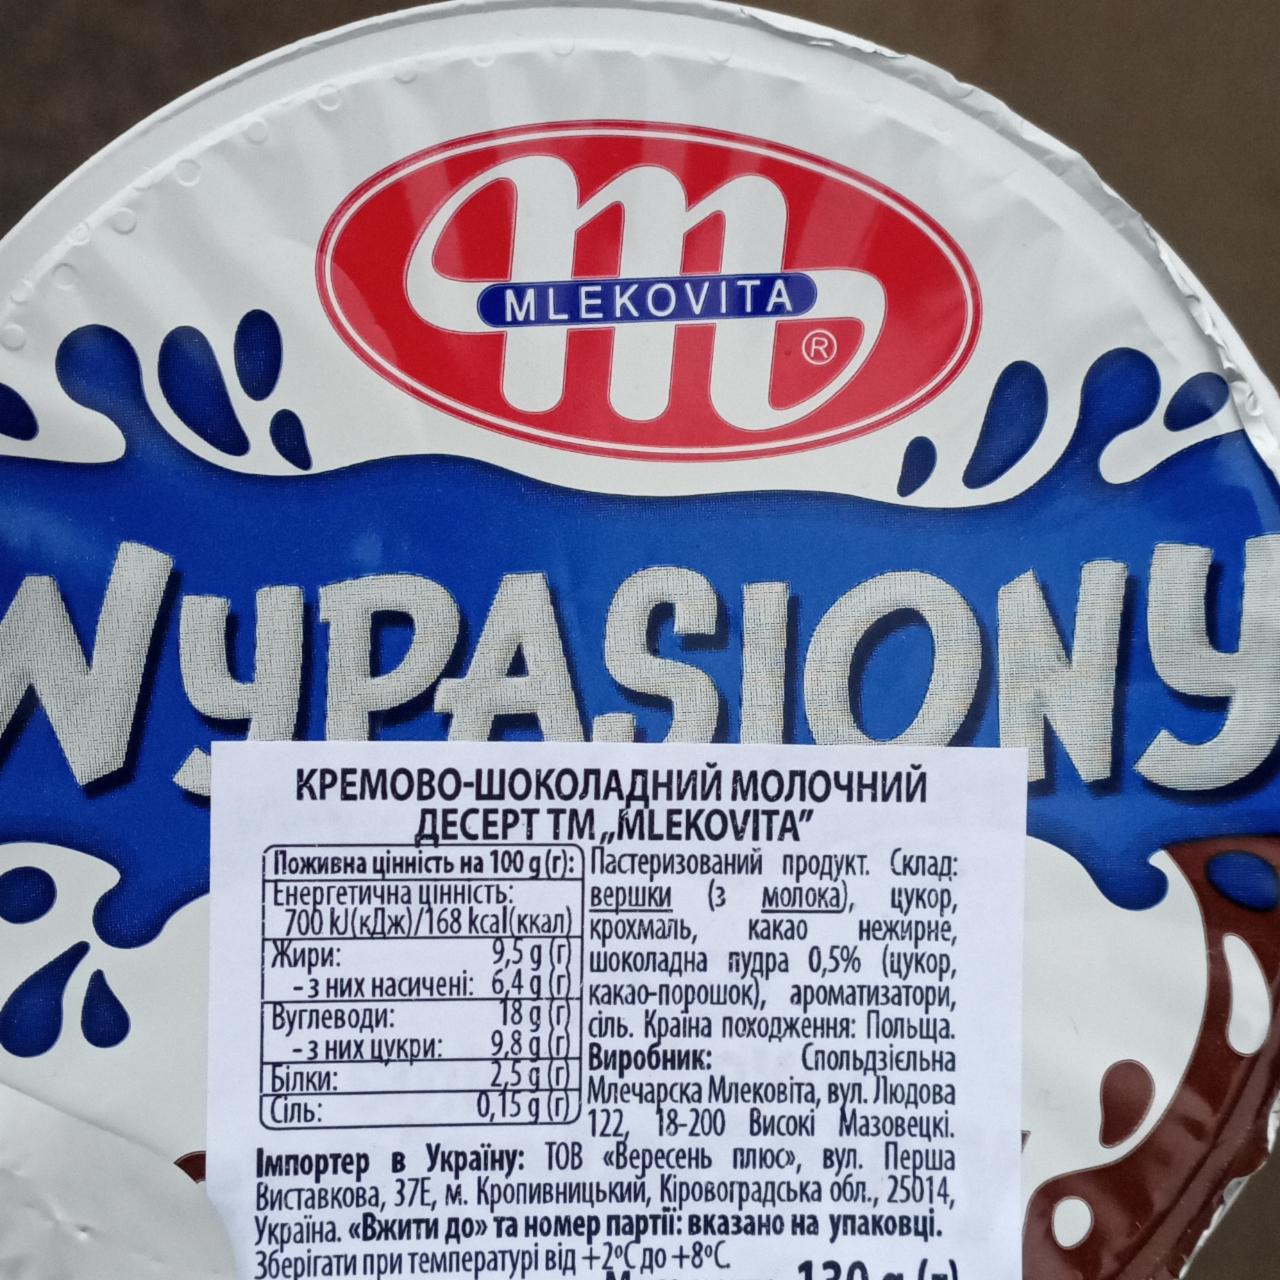 MLEKOVITA
®
WYPASIONY
КРЕМОВО-ШОКОЛАДНИЙ МОЛОЧНИЙ
ДЕСЕРТ ТМ „MLEKOVITA”
Поживна цінність на 100 g (г):
Енергетична цінність:
700 kJ(кДж)/168 kcal(ккал)
Жири: 9,5 g (г)
- з них насичені: 6,4 g (г)
Вуглеводи: 18 g (г)
- з них цукри: 9,8 g (г)
Білки: 2,5 g (г)
Сіль: 0,15 g (г)
Пастеризований продукт. Склад:
вершки (з молока), цукор,
крохмаль, какао нежирне,
шоколадна пудра 0,5% (цукор,
какао-порошок), ароматизатори,
сіль. Країна походження: Польща.
Виробник: Спольдзієльна
Млечарска Млековіта, вул. Людова
122, 18-200 Високі Мазовецкі.
Імпортер в Україну: ТОВ «Вересень плюс», вул. Перша
Виставкова, 37Е, м. Кропивницький, Кіровоградська обл., 25014,
Україна. «Вжити до» та номер партії: вказано на упаковці.
Зберігати при температурі від +2°С до +8°С.
130 g (г)